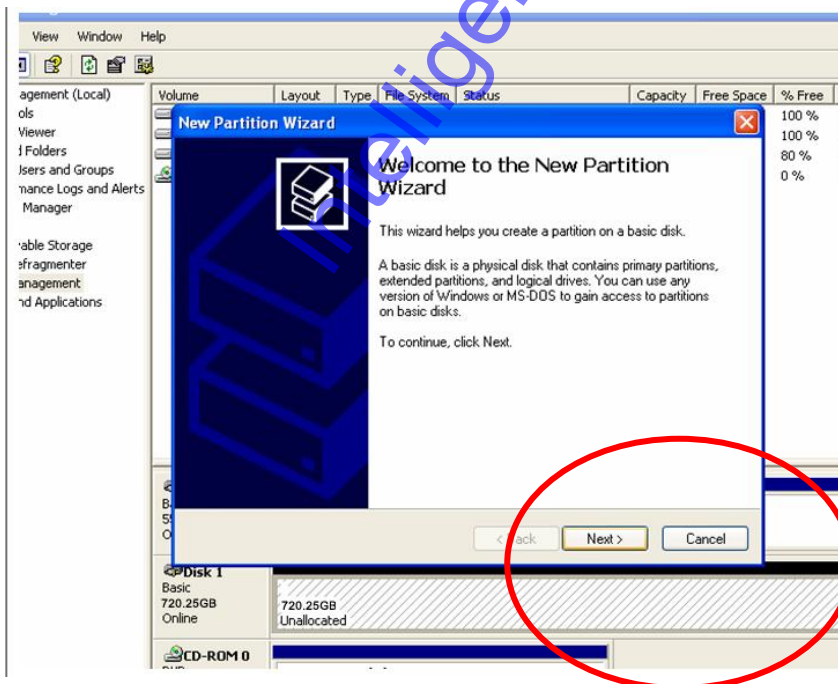 View Window Help
agement (Local)
ols
Viewer
d Folders
Jsers and Groups
mance Logs and Alerts
Manager
able Storage
efragmenter
anagement
nd Applications
Volume Layout Type File System Status Capacity Free Space % Free
100 %
100 %
80 %
0 %
New Partition Wizard
Welcome to the New Partition
Wizard
This wizard helps you create a partition on a basic disk.
A basic disk is a physical disk that contains primary partitions,
extended partitions, and logical drives. You can use any
version of Windows or MS-DOS to gain access to partitions
on basic disks.
To continue, click Next.
< Back Next > Cancel
Disk 1
Basic
720.25GB
Online
720.25GB
Unallocated
CD-ROM 0
Intellige